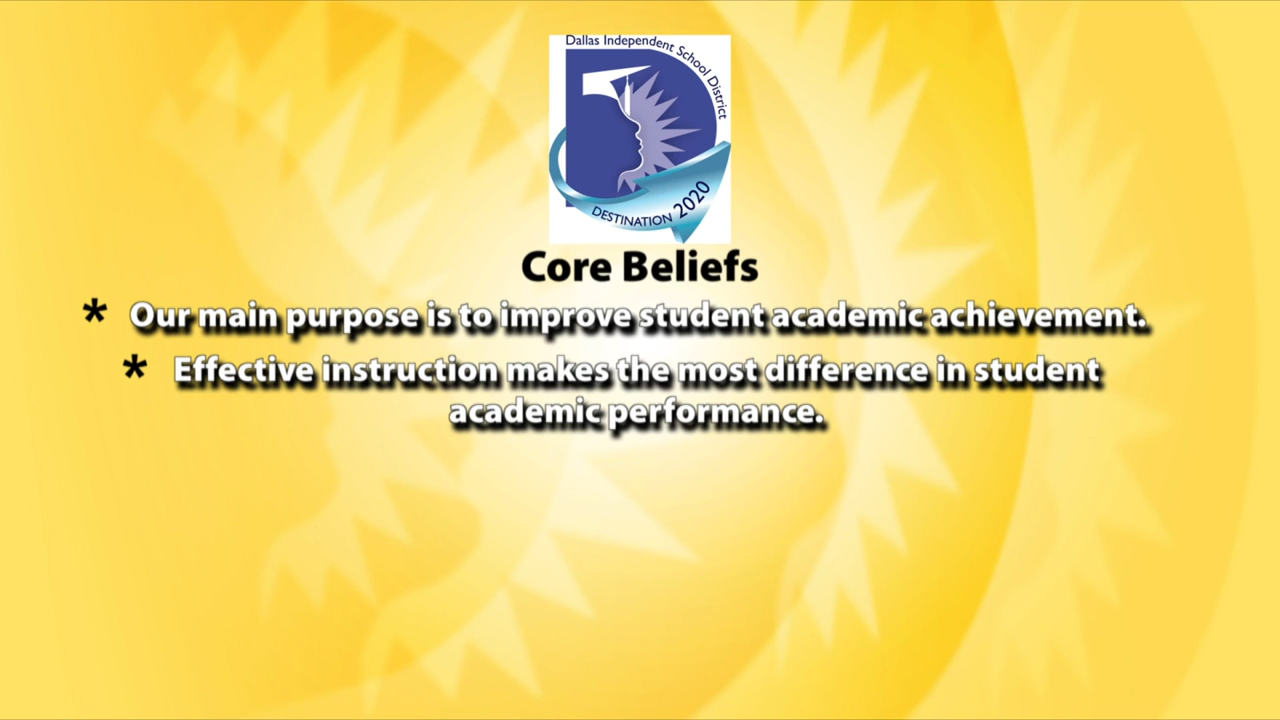 Dallas Independent School District
DESTINATION 2020
Core Beliefs
* Our main purpose is to improve student academic achievement.
* Effective instruction makes the most difference in student
academic performance.